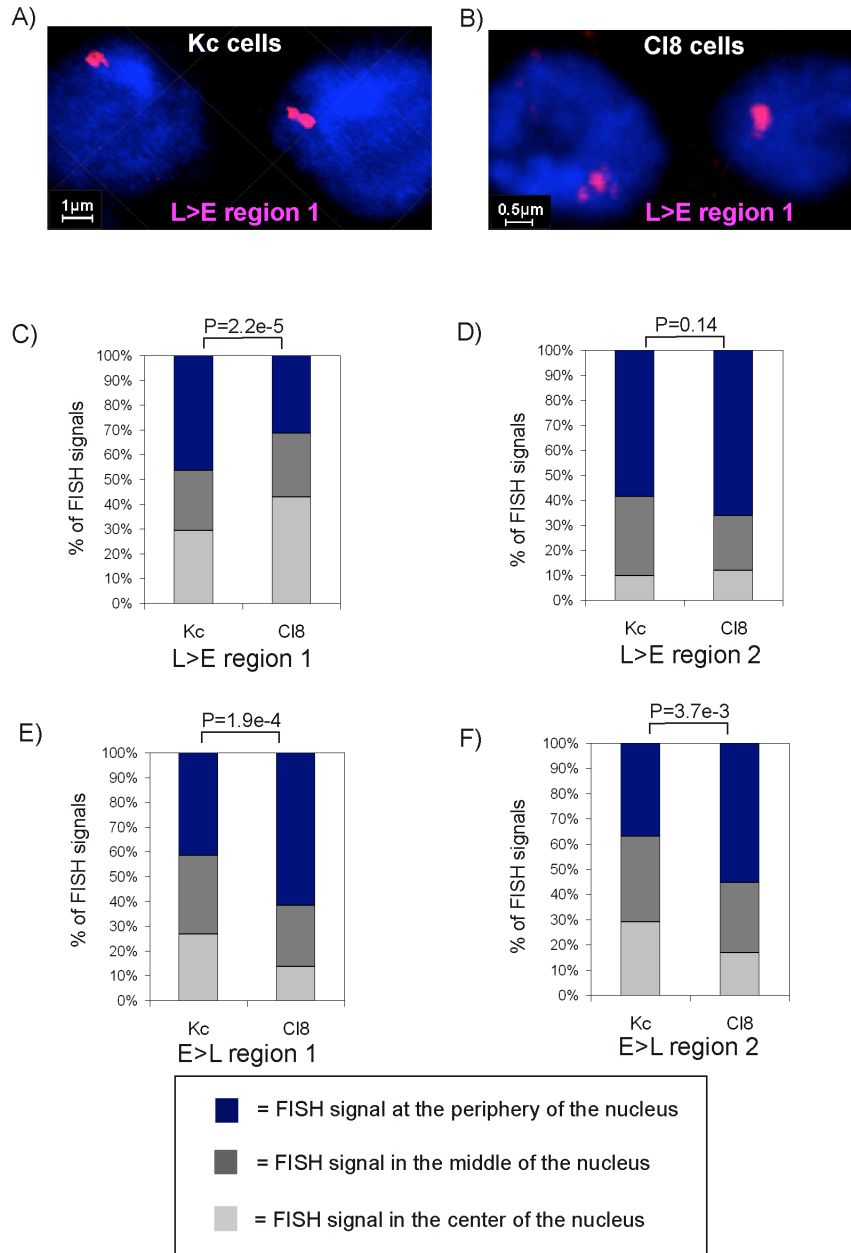 A)
Kc cells
1µm
L>E region 1
B)
Cl8 cells
0.5µm
L>E region 1
C)
P=2.2e-5
100%
90%
80%
70%
60%
50%
40%
30%
20%
10%
0%
% of FISH signals
Kc
Cl8
L>E region 1
D)
P=0.14
100%
90%
80%
70%
60%
50%
40%
30%
20%
10%
0%
% of FISH signals
Kc
Cl8
L>E region 2
E)
P=1.9e-4
100%
90%
80%
70%
60%
50%
40%
30%
20%
10%
0%
% of FISH signals
Kc
Cl8
E>L region 1
F)
P=3.7e-3
100%
90%
80%
70%
60%
50%
40%
30%
20%
10%
0%
% of FISH signals
Kc
Cl8
E>L region 2
= FISH signal at the periphery of the nucleus
= FISH signal in the middle of the nucleus
= FISH signal in the center of the nucleus